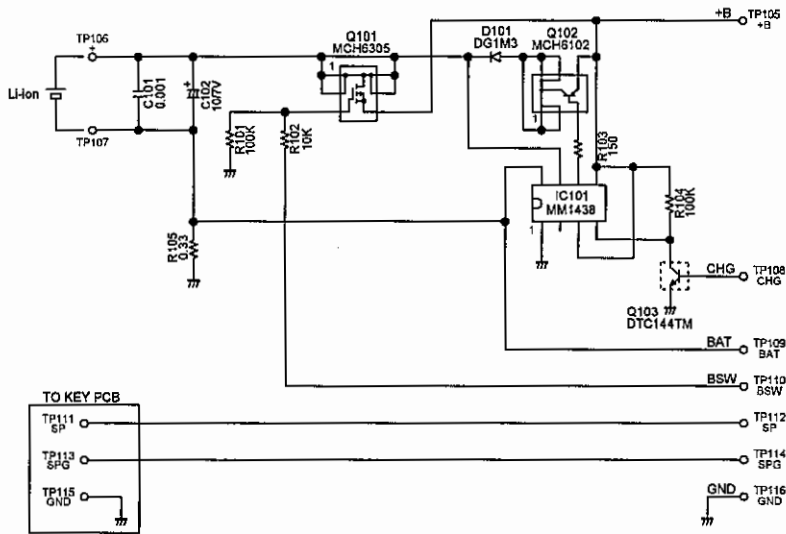 +B
TP105
+B
Q101
MCH6305
D101
DG1M3
Q102
MCH6102
TP106
+
1
Li-ion
C101
0.001
+
C102
10/7V
TP107
R101
100K
R102
10K
1
R103
150
IC101
MM1438
1
R104
100K
R105
0.33
CHG
TP108
CHG
Q103
DTC144TM
BAT
TP109
BAT
BSW
TP110
BSW
TO KEY PCB
TP111
SP
TP112
SP
TP113
SPG
TP114
SPG
TP115
GND
GND
TP116
GND